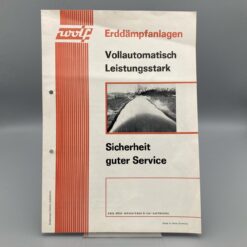 wolf
Erddämpfanlagen
Vollautomatisch
Leistungsstark
Sicherheit
guter Service